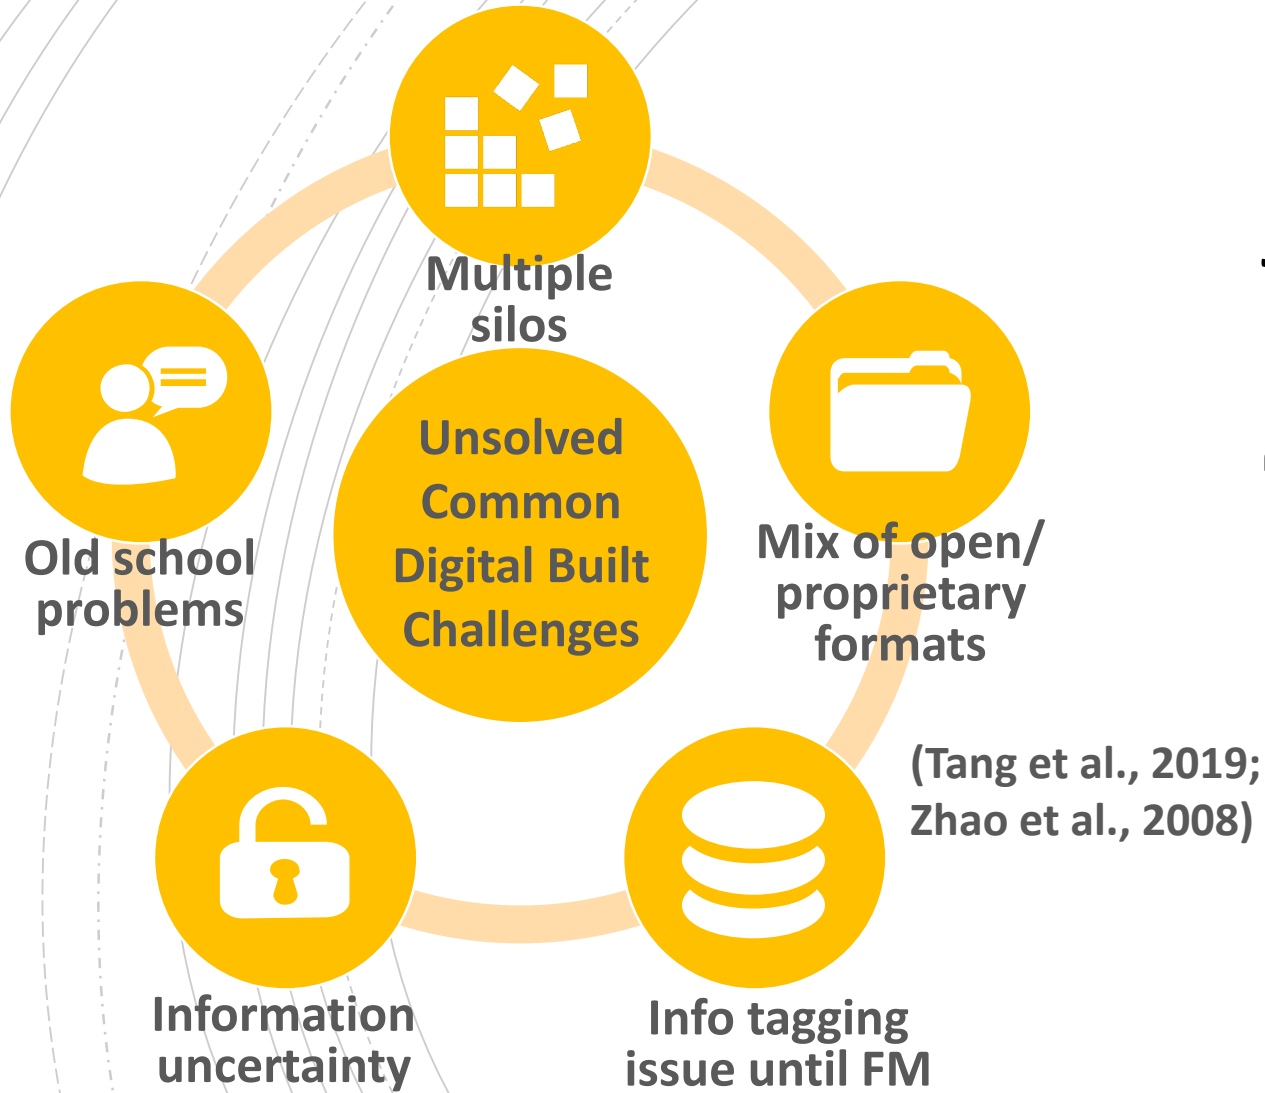 Multiple
silos
Unsolved
Common
Digital Built
Challenges
Mix of open/
proprietary
formats
(Tang et al., 2019;
Zhao et al., 2008)
Info tagging
issue until FM
Information
uncertainty
Old school
problems